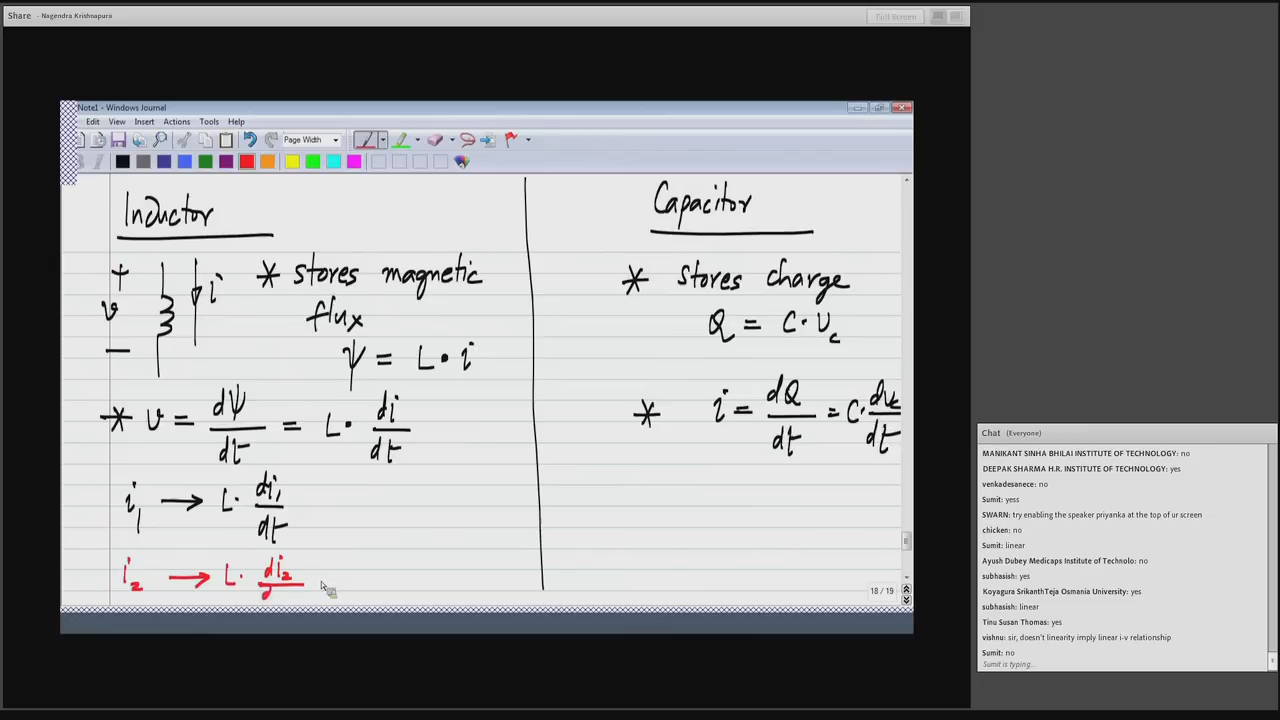 Share - Nagendra Krishnapura
Full Screen
Note1 - Windows Journal
Edit View Insert Actions Tools Help
Page Width
Inductor
+
v
i
-
* stores magnetic
flux
ψ = L · i
* v = dψ/dt = L · di/dt
i₁ → L · di₁/dt
i₂ → L · di₂/
Capacitor
* stores charge
Q = C · v_c
* i = dQ/dt = C · dv_c/dt
18 / 19
Chat (Everyone)
MANIKANT SINHA BHILAI INSTITUTE OF TECHNOLOGY: no
DEEPAK SHARMA H.R. INSTITUTE OF TECHNOLOGY: yes
venkadesanece: no
Sumit: yess
SWARN: try enabling the speaker priyanka at the top of ur screen
chicken: no
Sumit: linear
Ayush Dubey Medicaps Institute of Technolo: no
subhasish: yes
Koyagura SrikanthTeja Osmania University: yes
subhasish: linear
Tinu Susan Thomas: yes
vishnu: sir, doesn't linearity imply linear i-v relationship
Sumit: no
Sumit is typing...